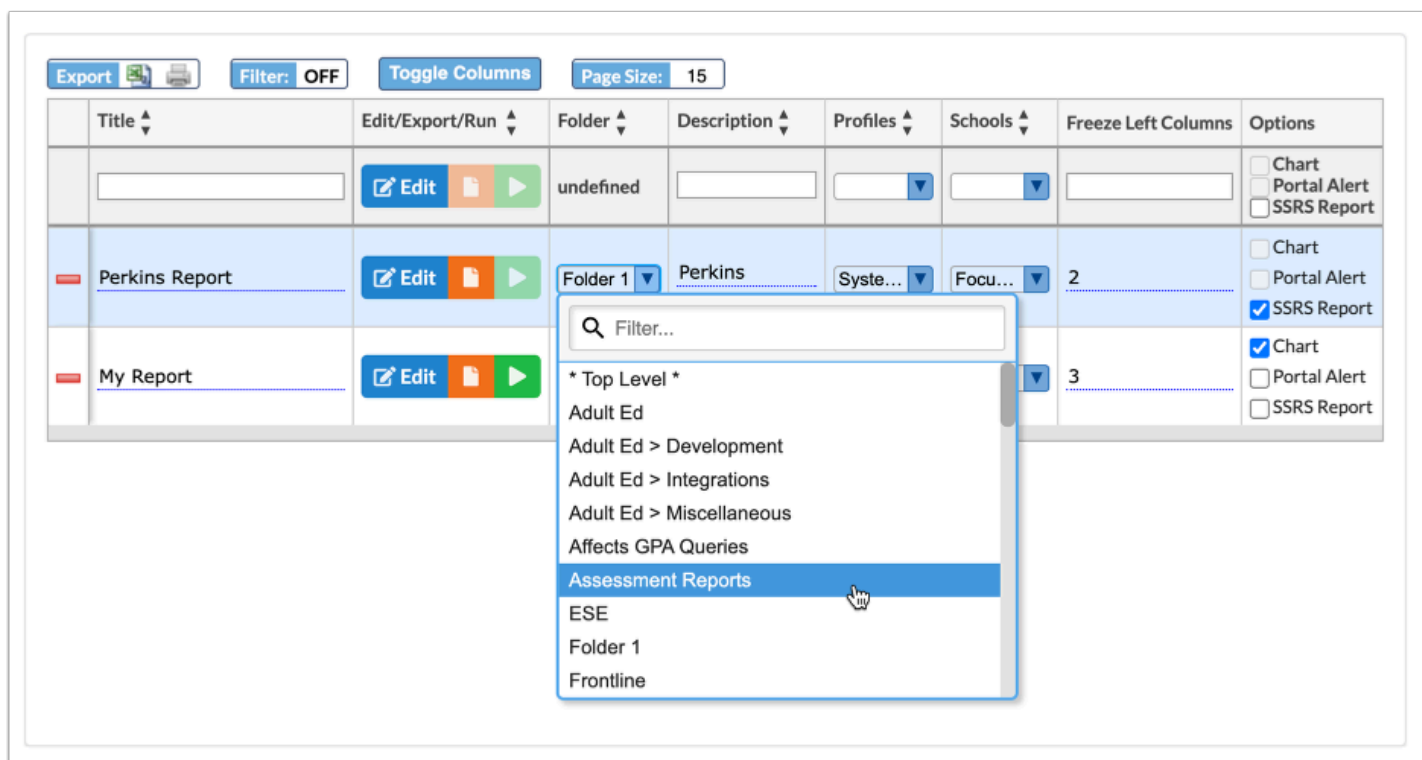 Export Filter: OFF Toggle Columns Page Size: 15
Title Edit/Export/Run Folder Description Profiles Schools Freeze Left Columns Options
Edit undefined
Chart
Portal Alert
SSRS Report
Perkins Report Edit Folder 1 Perkins Syste... Focu... 2
Chart
Portal Alert
SSRS Report
My Report Edit 3
Chart
Portal Alert
SSRS Report
Filter...
* Top Level *
Adult Ed
Adult Ed > Development
Adult Ed > Integrations
Adult Ed > Miscellaneous
Affects GPA Queries
Assessment Reports
ESE
Folder 1
Frontline